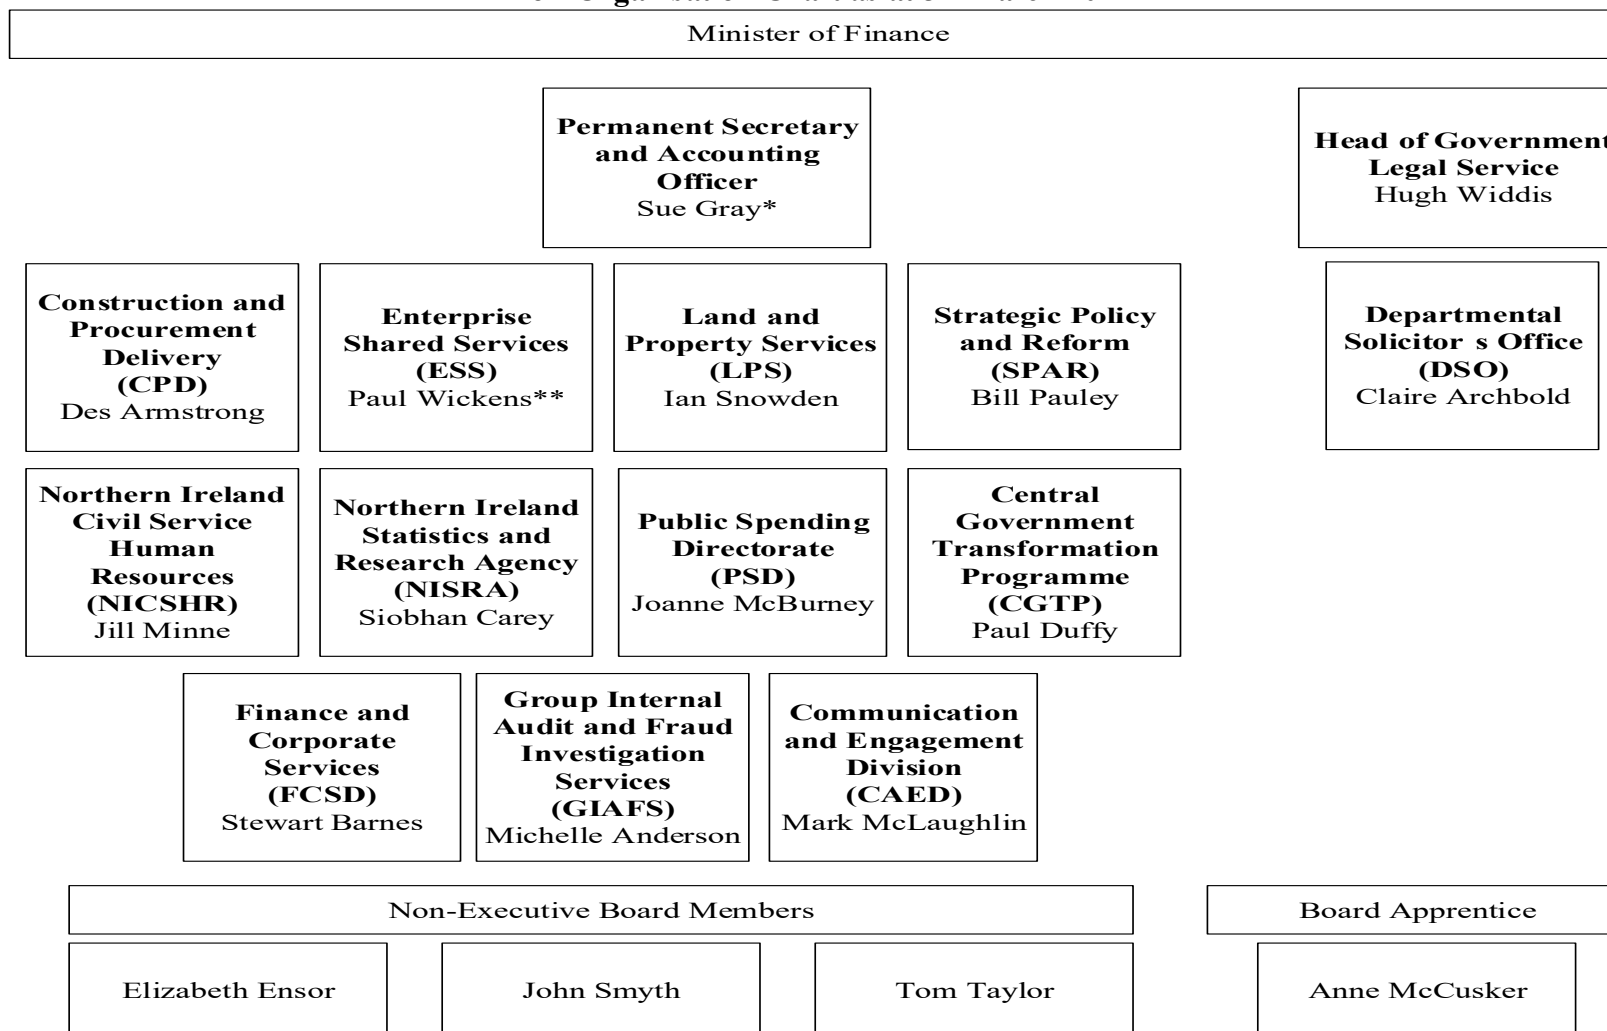 Minister of Finance
Permanent Secretary
and Accounting
Officer
Sue Gray*
Head of Government
Legal Service
Hugh Widdis
Construction and
Procurement
Delivery
(CPD)
Des Armstrong
Enterprise
Shared Services
(ESS)
Paul Wickens**
Land and
Property Services
(LPS)
Ian Snowden
Strategic Policy
and Reform
(SPAR)
Bill Pauley
Departmental
Solicitor s Office
(DSO)
Claire Archbold
Northern Ireland
Civil Service
Human
Resources
(NICSHR)
Jill Minne
Northern Ireland
Statistics and
Research Agency
(NISRA)
Siobhan Carey
Public Spending
Directorate
(PSD)
Joanne McBurney
Central
Government
Transformation
Programme
(CGTP)
Paul Duffy
Finance and
Corporate
Services
(FCSD)
Stewart Barnes
Group Internal
Audit and Fraud
Investigation
Services
(GIAFS)
Michelle Anderson
Communication
and Engagement
Division
(CAED)
Mark McLaughlin
Non-Executive Board Members
Board Apprentice
Elizabeth Ensor
John Smyth
Tom Taylor
Anne McCusker